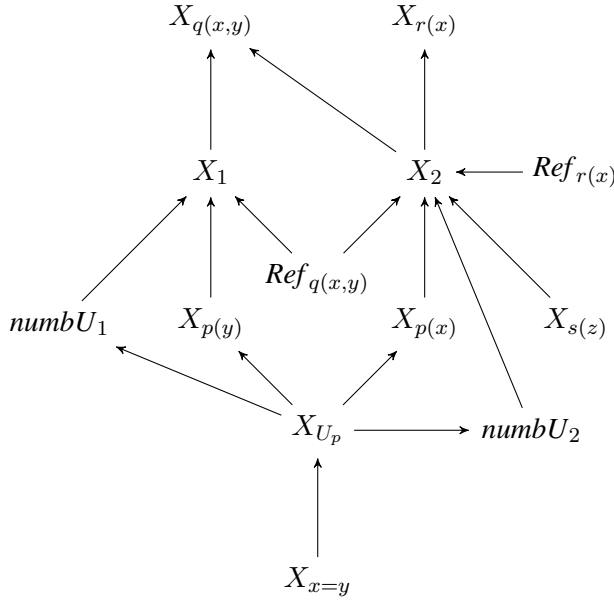 X_{q(x,y)} X_{r(x)}
X_1 X_2 Ref_{r(x)}
Ref_{q(x,y)}
numbU_1 X_{p(y)} X_{p(x)} X_{s(z)}
X_{U_p} numbU_2
X_{x=y}